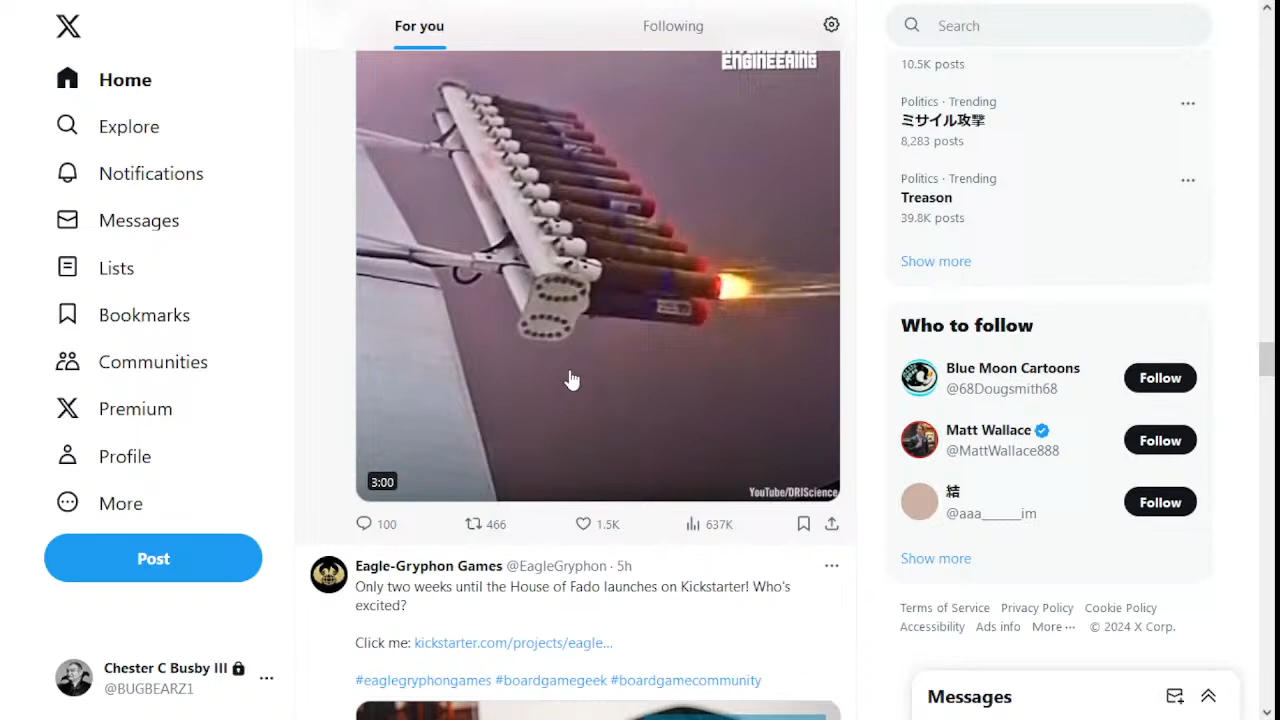 Home
Explore
Notifications
Messages
Lists
Bookmarks
Communities
Premium
Profile
More
Post
Chester C Busby III
@BUGBEARZ1
For you
Following
ENGINEERING
3:00
YouTube/DRIScience
100
466
1.5K
637K
Eagle-Gryphon Games @EagleGryphon · 5h
Only two weeks until the House of Fado launches on Kickstarter! Who's
excited?
Click me: kickstarter.com/projects/eagle...
#eaglegryphongames #boardgamegeek #boardgamecommunity
Search
10.5K posts
Politics · Trending
ミサイル攻撃
8,283 posts
Politics · Trending
Treason
39.8K posts
Show more
Who to follow
Blue Moon Cartoons
@68Dougsmith68
Follow
Matt Wallace
@MattWallace888
Follow
結
@aaa______im
Follow
Show more
Terms of Service Privacy Policy Cookie Policy
Accessibility Ads info More ··· © 2024 X Corp.
Messages